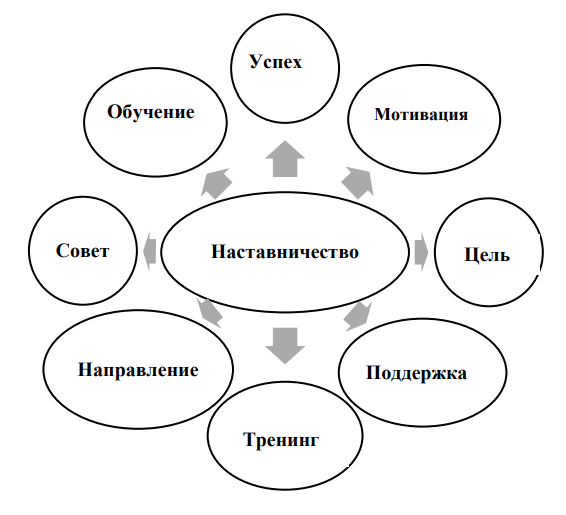 Успех
Обучение
Мотивация
Совет
Наставничество
Цель
Направление
Поддержка
Тренинг